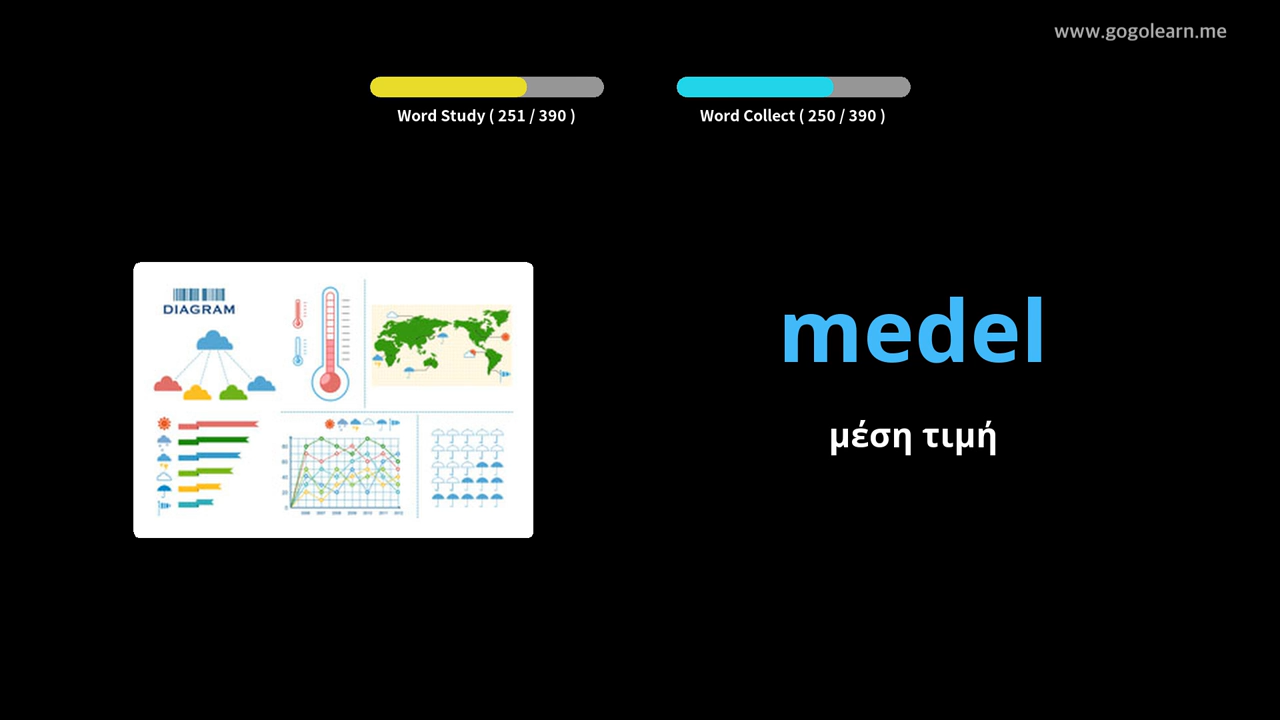 www.gogolearn.me
Word Study ( 251 / 390 )
Word Collect ( 250 / 390 )
DIAGRAM
medel
μέση τιμή